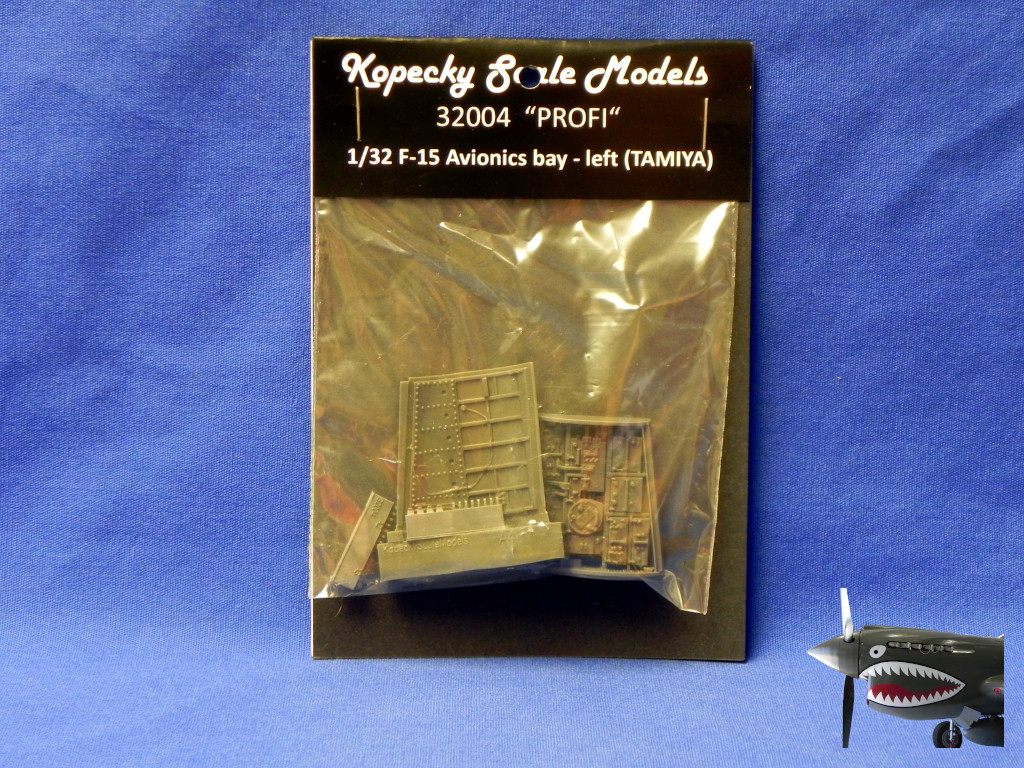 Kopecky Scale Models
32004 "PROFI“
1/32 F-15 Avionics bay - left (TAMIYA)